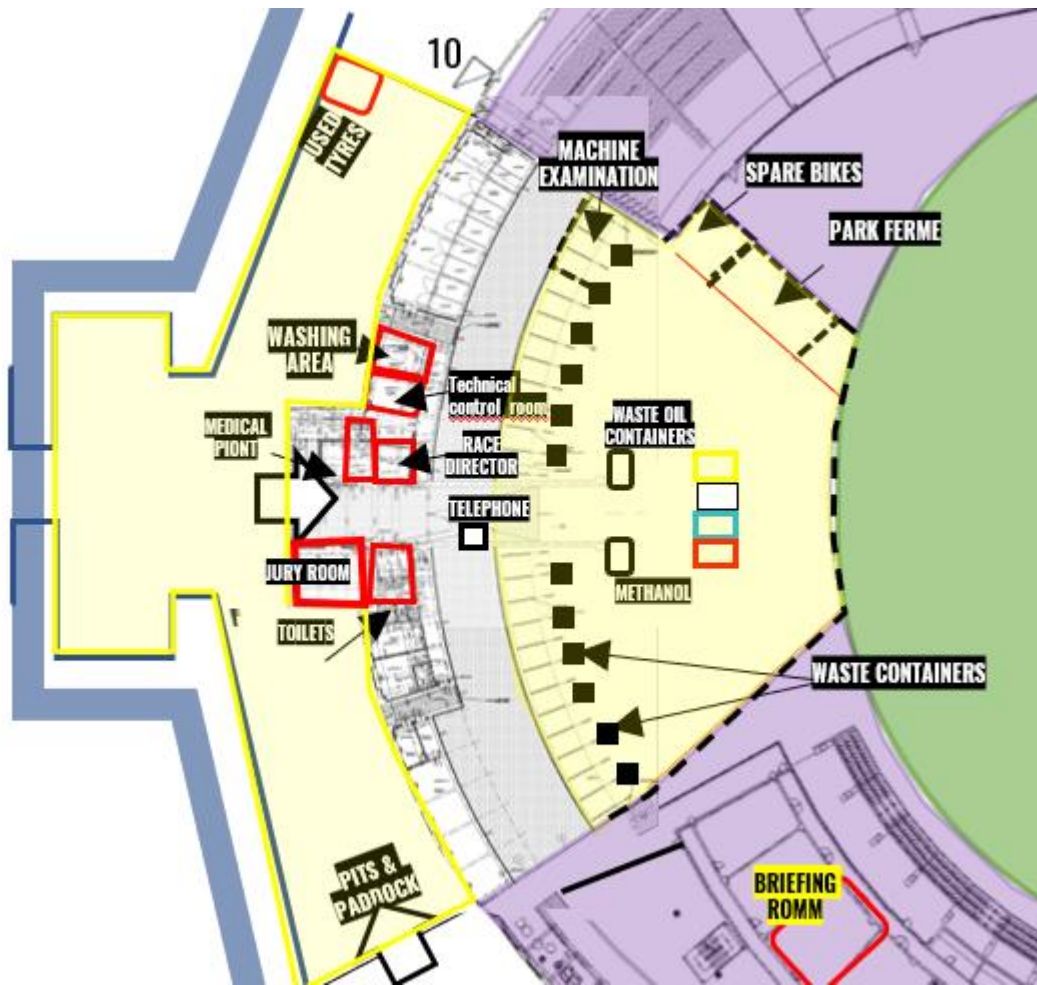 10
USED
TYRES
MACHINE
EXAMINATION
SPARE BIKES
PARK FERME
WASHING
AREA
Technical
control room
MEDICAL
PIONT
RACE
DIRECTOR
WASTE OIL
CONTAINERS
TELEPHONE
JURY ROOM
METHANOL
TOILETS
WASTE CONTAINERS
PITS &
PADDOCK
BRIEFING
ROMM